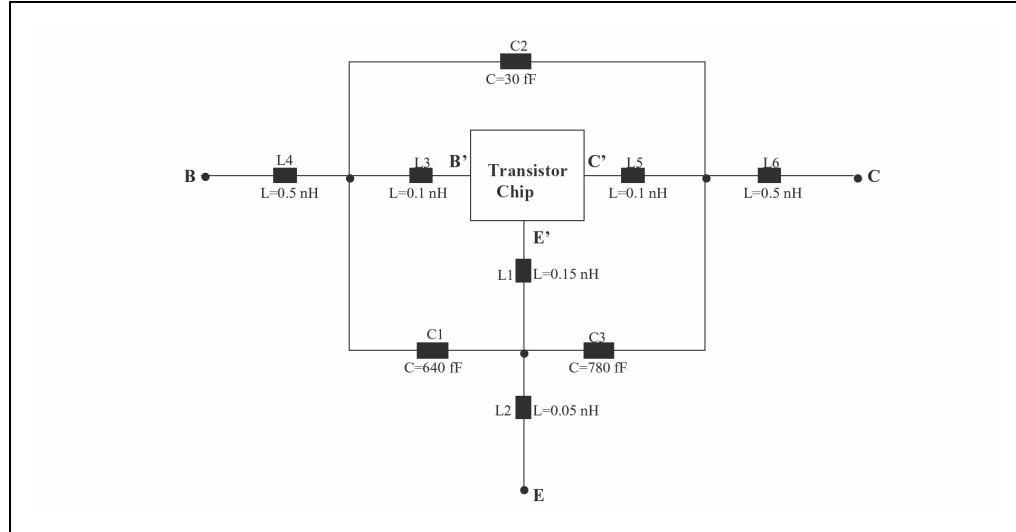 C2
C=30 fF
L4
L3
B’
Transistor
Chip
C’
L5
L6
B
C
L=0.5 nH
L=0.1 nH
L=0.1 nH
L=0.5 nH
E’
L1
L=0.15 nH
C1
C3
C=640 fF
C=780 fF
L2
L=0.05 nH
E